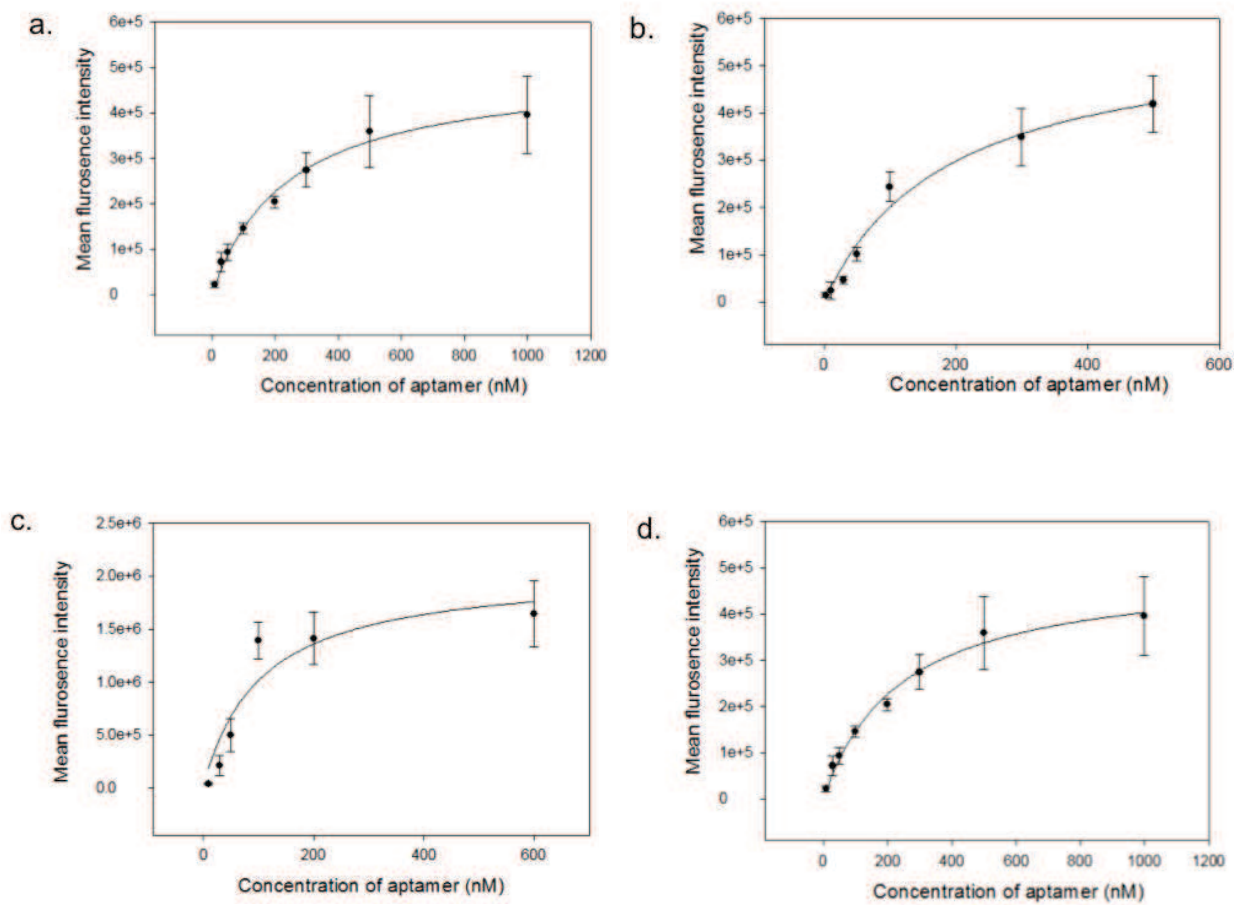 a.
Mean flurosence intensity
6e+5
5e+5
4e+5
3e+5
2e+5
1e+5
0
0 200 400 600 800 1000 1200
Concentration of aptamer (nM)
b.
Mean flurosence intensity
6e+5
5e+5
4e+5
3e+5
2e+5
1e+5
0
0 200 400 600
Concentration of aptamer (nM)
c.
Mean flurosence intensity
2.5e+6
2.0e+6
1.5e+6
1.0e+6
5.0e+5
0.0
0 200 400 600
Concentration of aptamer (nM)
d.
Mean flurosence intensity
6e+5
5e+5
4e+5
3e+5
2e+5
1e+5
0
0 200 400 600 800 1000 1200
Concentration of aptamer (nM)